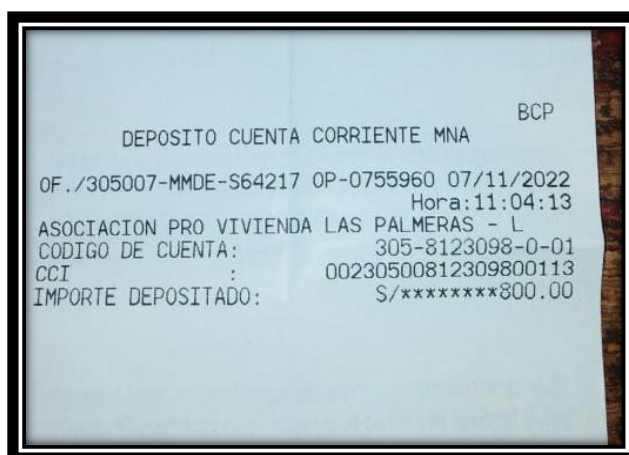 BCP
DEPOSITO CUENTA CORRIENTE MNA
OF./305007-MMDE-S64217 OP-0755960 07/11/2022
Hora:11:04:13
ASOCIACION PRO VIVIENDA LAS PALMERAS - L
CODIGO DE CUENTA: 305-8123098-0-01
CCI : 00230500812309800113
IMPORTE DEPOSITADO: S/********800.00